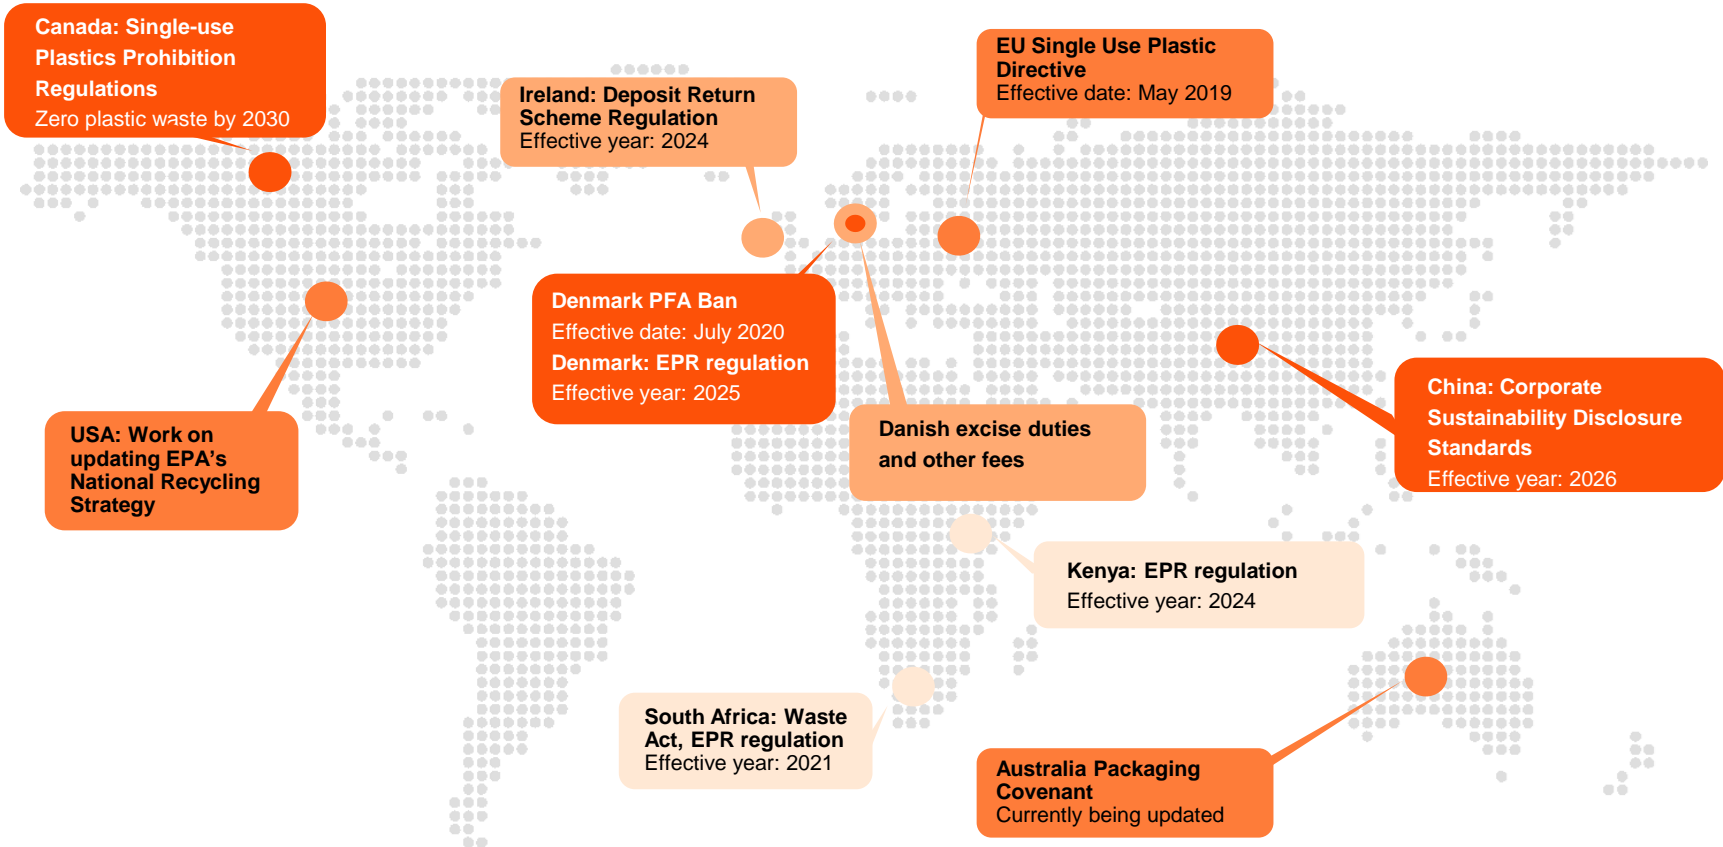 Canada: Single-use
Plastics Prohibition
Regulations
Zero plastic waste by 2030
Ireland: Deposit Return
Scheme Regulation
Effective year: 2024
EU Single Use Plastic
Directive
Effective date: May 2019
Denmark PFA Ban
Effective date: July 2020
Denmark: EPR regulation
Effective year: 2025
China: Corporate
Sustainability Disclosure
Standards
Effective year: 2026
USA: Work on
updating EPA’s
National Recycling
Strategy
Danish excise duties
and other fees
Kenya: EPR regulation
Effective year: 2024
South Africa: Waste
Act, EPR regulation
Effective year: 2021
Australia Packaging
Covenant
Currently being updated